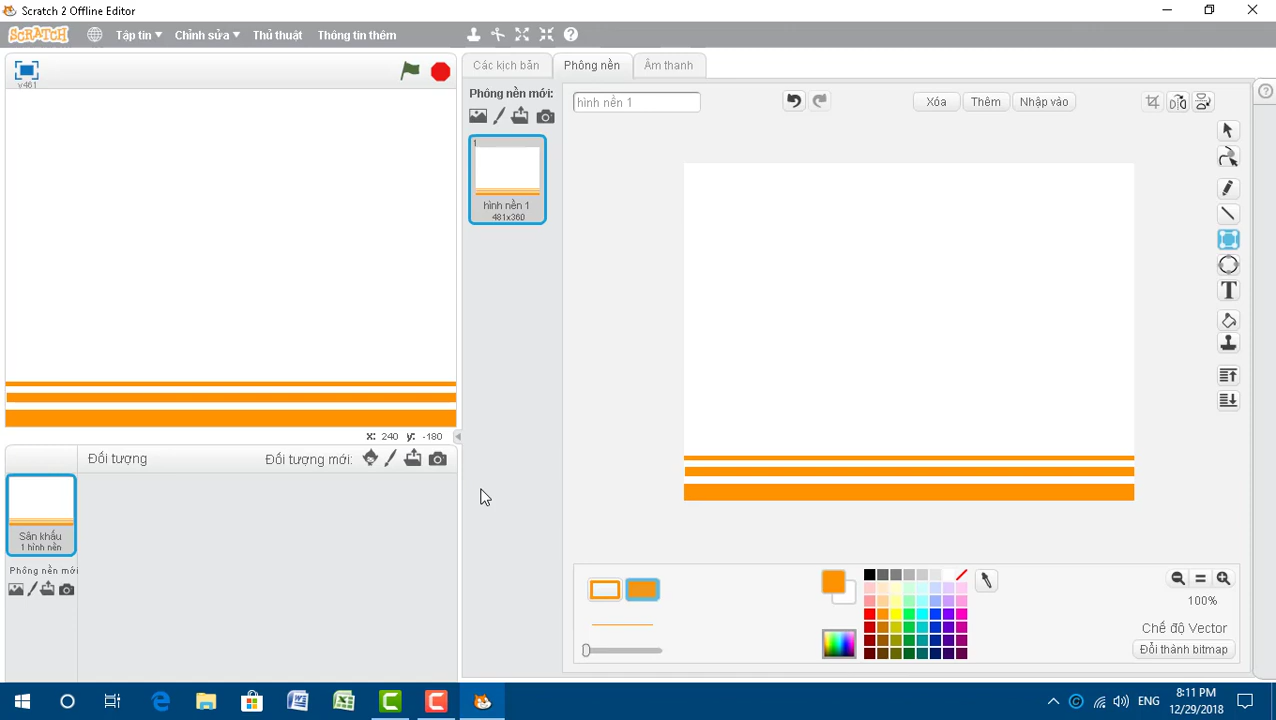 Scratch 2 Offline Editor
SCRATCH
Tập tin
Chỉnh sửa
Thủ thuật
Thông tin thêm
v461
Các kịch bản
Phông nền
Âm thanh
Phông nền mới:
hình nền 1
Xóa
Thêm
Nhập vào
1
hình nền 1
481x360
x: 240 y: -180
Đối tượng
Đối tượng mới:
Sân khấu
1 hình nền
Phông nền mới
T
100%
Chế độ Vector
Đổi thành bitmap
ENG
8:11 PM
12/29/2018